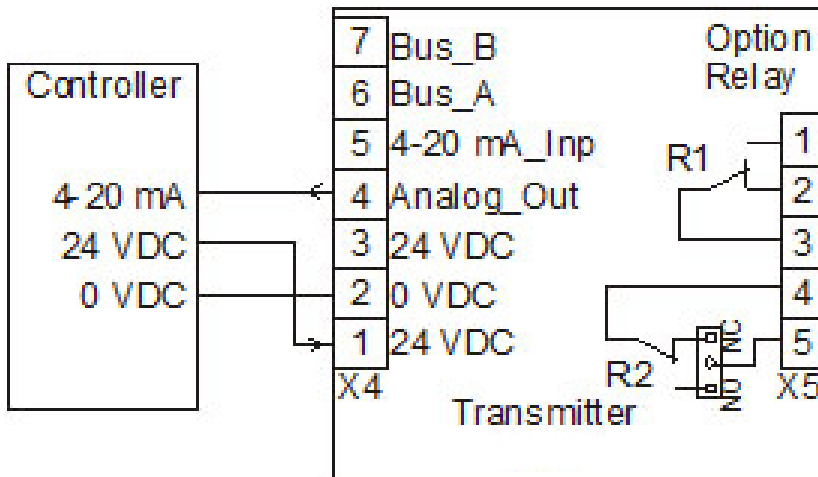 Controller
4-20 mA
24 VDC
0 VDC
7 Bus_B
6 Bus_A
5 4-20 mA_Inp
4 Analog_Out
3 24 VDC
2 0 VDC
1 24 VDC
X4
Transmitter
Option
Relay
R1
1
2
3
4
5
X5
R2
NC
NO